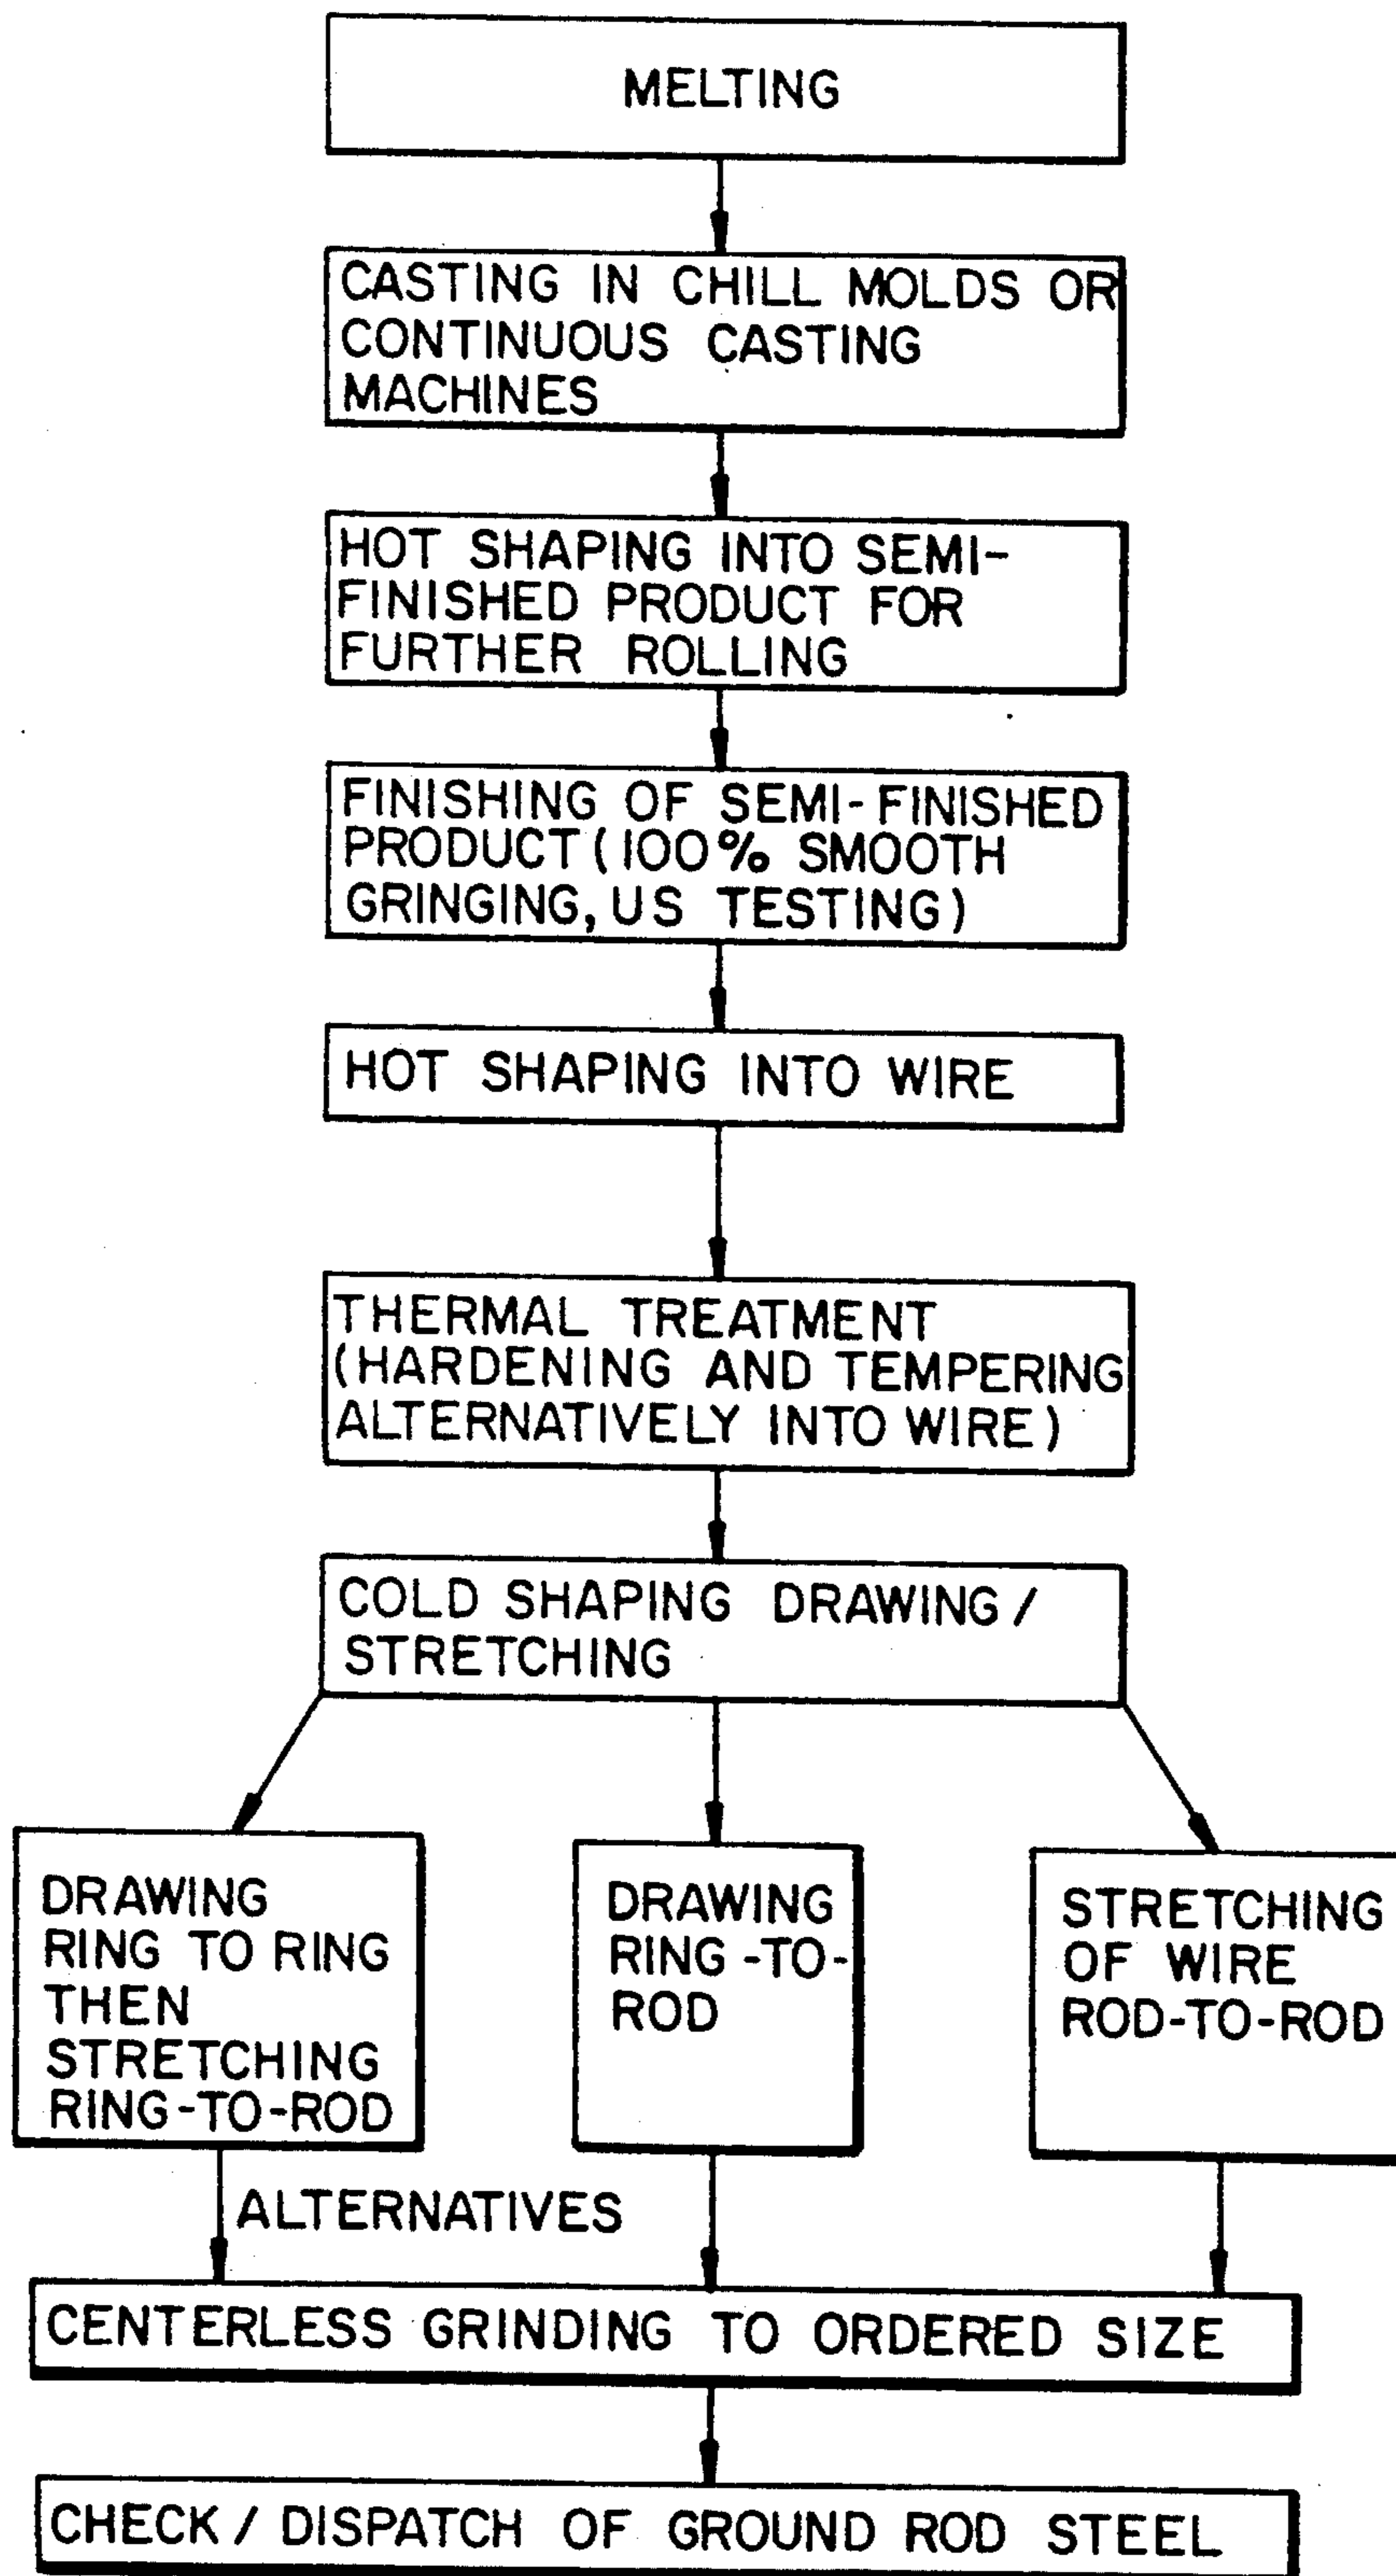 MELTING
CASTING IN CHILL MOLDS OR
CONTINUOUS CASTING
MACHINES
HOT SHAPING INTO SEMI-
FINISHED PRODUCT FOR
FURTHER ROLLING
FINISHING OF SEMI-FINISHED
PRODUCT (100% SMOOTH
GRINGING, US TESTING)
HOT SHAPING INTO WIRE
THERMAL TREATMENT
(HARDENING AND TEMPERING
ALTERNATIVELY INTO WIRE)
COLD SHAPING DRAWING /
STRETCHING
DRAWING
RING TO RING
THEN
STRETCHING
RING-TO-ROD
DRAWING
RING -TO-
ROD
STRETCHING
OF WIRE
ROD-TO-ROD
ALTERNATIVES
CENTERLESS GRINDING TO ORDERED SIZE
CHECK / DISPATCH OF GROUND ROD STEEL